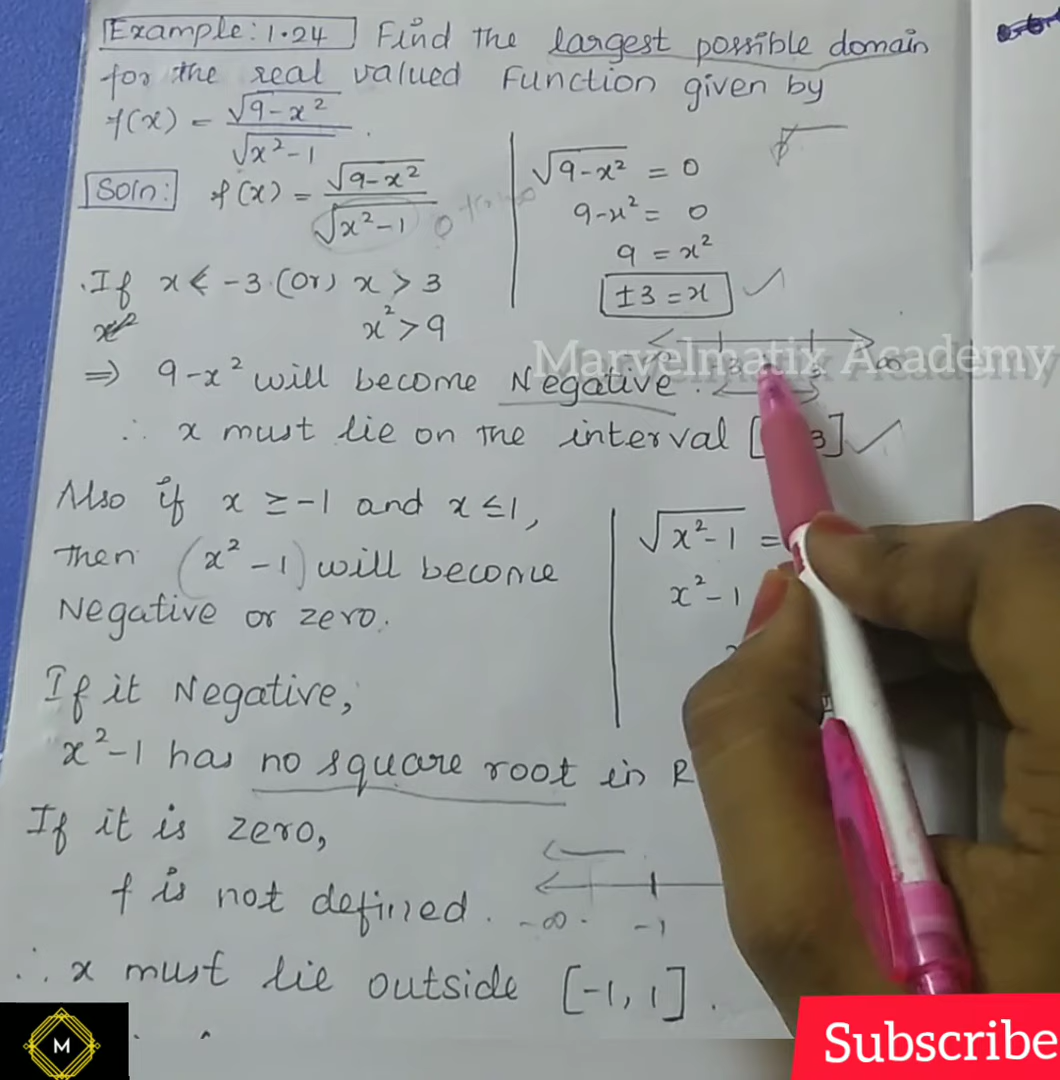 Example: 1.24 Find the largest possible domain
for the real valued Function given by
f(x) = √9-x² / √x²-1 .
Soln: f(x) = √9-x² / √x²-1
√9-x² = 0
9-x² = 0
9 = x²
±3 = x
.If x < -3 (or) x > 3
x²
x² > 9
⇒ 9-x² will become Negative.
∴ x must lie on the interval [ 3]
Also if x ≥ -1 and x ≤ 1,
then (x²-1) will become
Negative or zero.
√x²-1 =
x²-1
If it Negative,
x²-1 has no square root in R
If it is zero,
f is not defined.
-∞ -1
∴ x must lie outside [-1, 1].
Marvelmatix Academy
M
Subscribe